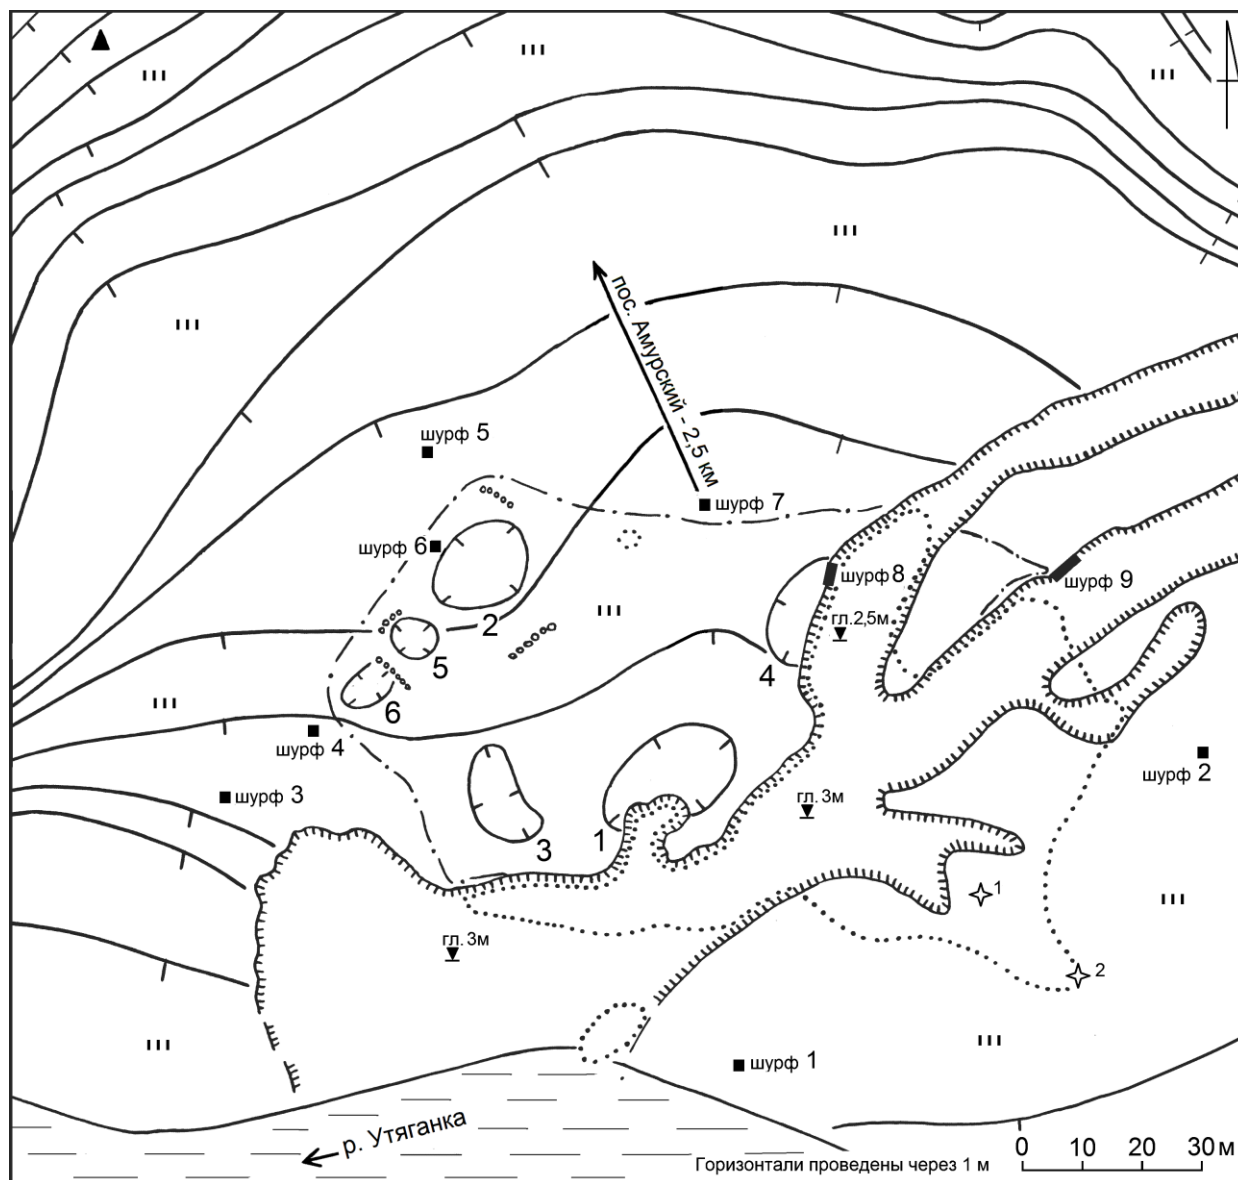 пос. Амурский - 2,5 км
шурф 5
шурф 7
шурф 6
шурф 8
шурф 9
2
гл.2,5м
5
4
6
шурф 4
шурф 2
шурф 3
гл. 3м
1
3
1
гл. 3м
2
шурф 1
р. Утяганка
0 10 20 30 м
Горизонтали проведены через 1 м